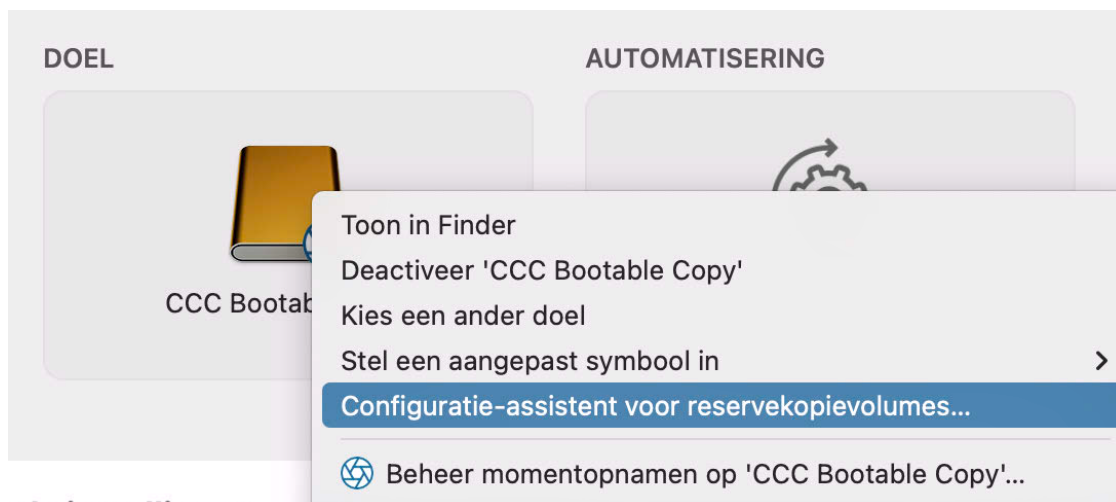 DOEL
AUTOMATISERING
CCC Bootab
Toon in Finder
Deactiveer 'CCC Bootable Copy'
Kies een ander doel
Stel een aangepast symbool in
Configuratie-assistent voor reservekopievolumes...
Beheer momentopnamen op 'CCC Bootable Copy'...